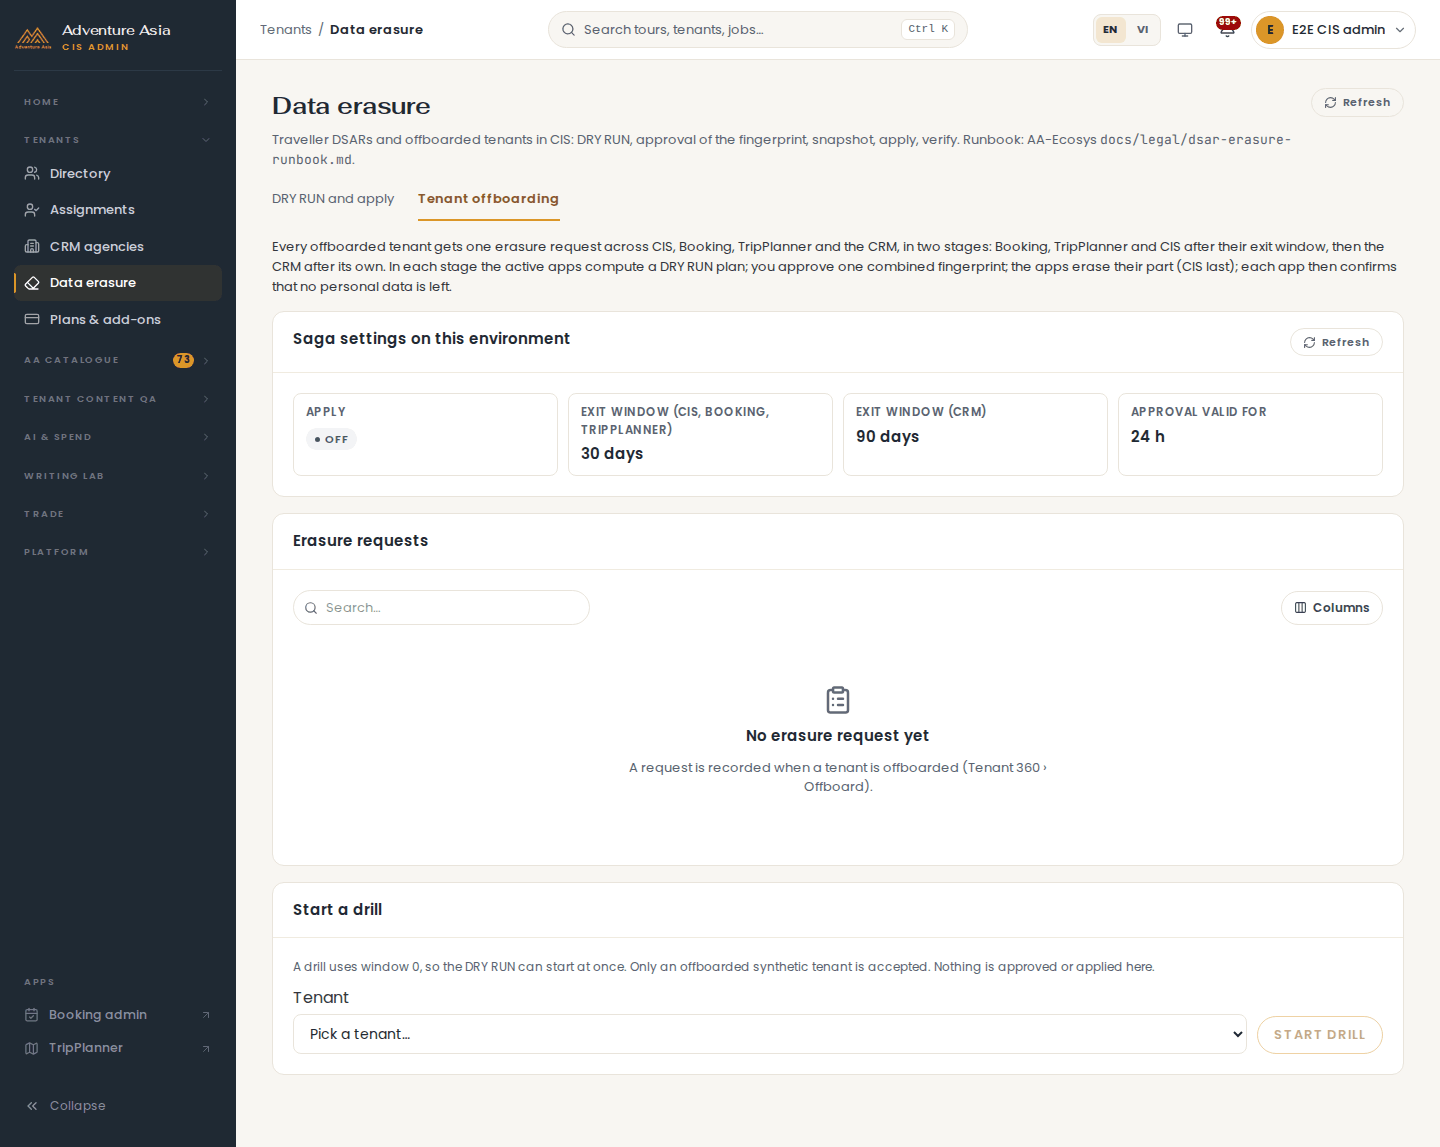 Adventure Asia
CIS ADMIN
Adventure Asia
HOME
TENANTS
Directory
Assignments
CRM agencies
Data erasure
Plans & add-ons
AA CATALOGUE 73
TENANT CONTENT QA
AI & SPEND
WRITING LAB
TRADE
PLATFORM
APPS
Booking admin
TripPlanner
Collapse
Tenants / Data erasure
Search tours, tenants, jobs...
Ctrl K
EN VI
99+
E E2E CIS admin
Data erasure
Refresh
Traveller DSARs and offboarded tenants in CIS: DRY RUN, approval of the fingerprint, snapshot, apply, verify. Runbook: AA-Ecosys docs/legal/dsar-erasure-
runbook.md.
DRY RUN and apply
Tenant offboarding
Every offboarded tenant gets one erasure request across CIS, Booking, TripPlanner and the CRM, in two stages: Booking, TripPlanner and CIS after their exit window, then the
CRM after its own. In each stage the active apps compute a DRY RUN plan; you approve one combined fingerprint; the apps erase their part (CIS last); each app then confirms
that no personal data is left.
Saga settings on this environment
Refresh
APPLY
OFF
EXIT WINDOW (CIS, BOOKING,
TRIPPLANNER)
30 days
EXIT WINDOW (CRM)
90 days
APPROVAL VALID FOR
24 h
Erasure requests
Search...
Columns
No erasure request yet
A request is recorded when a tenant is offboarded (Tenant 360 ›
Offboard).
Start a drill
A drill uses window 0, so the DRY RUN can start at once. Only an offboarded synthetic tenant is accepted. Nothing is approved or applied here.
Tenant
Pick a tenant...
START DRILL